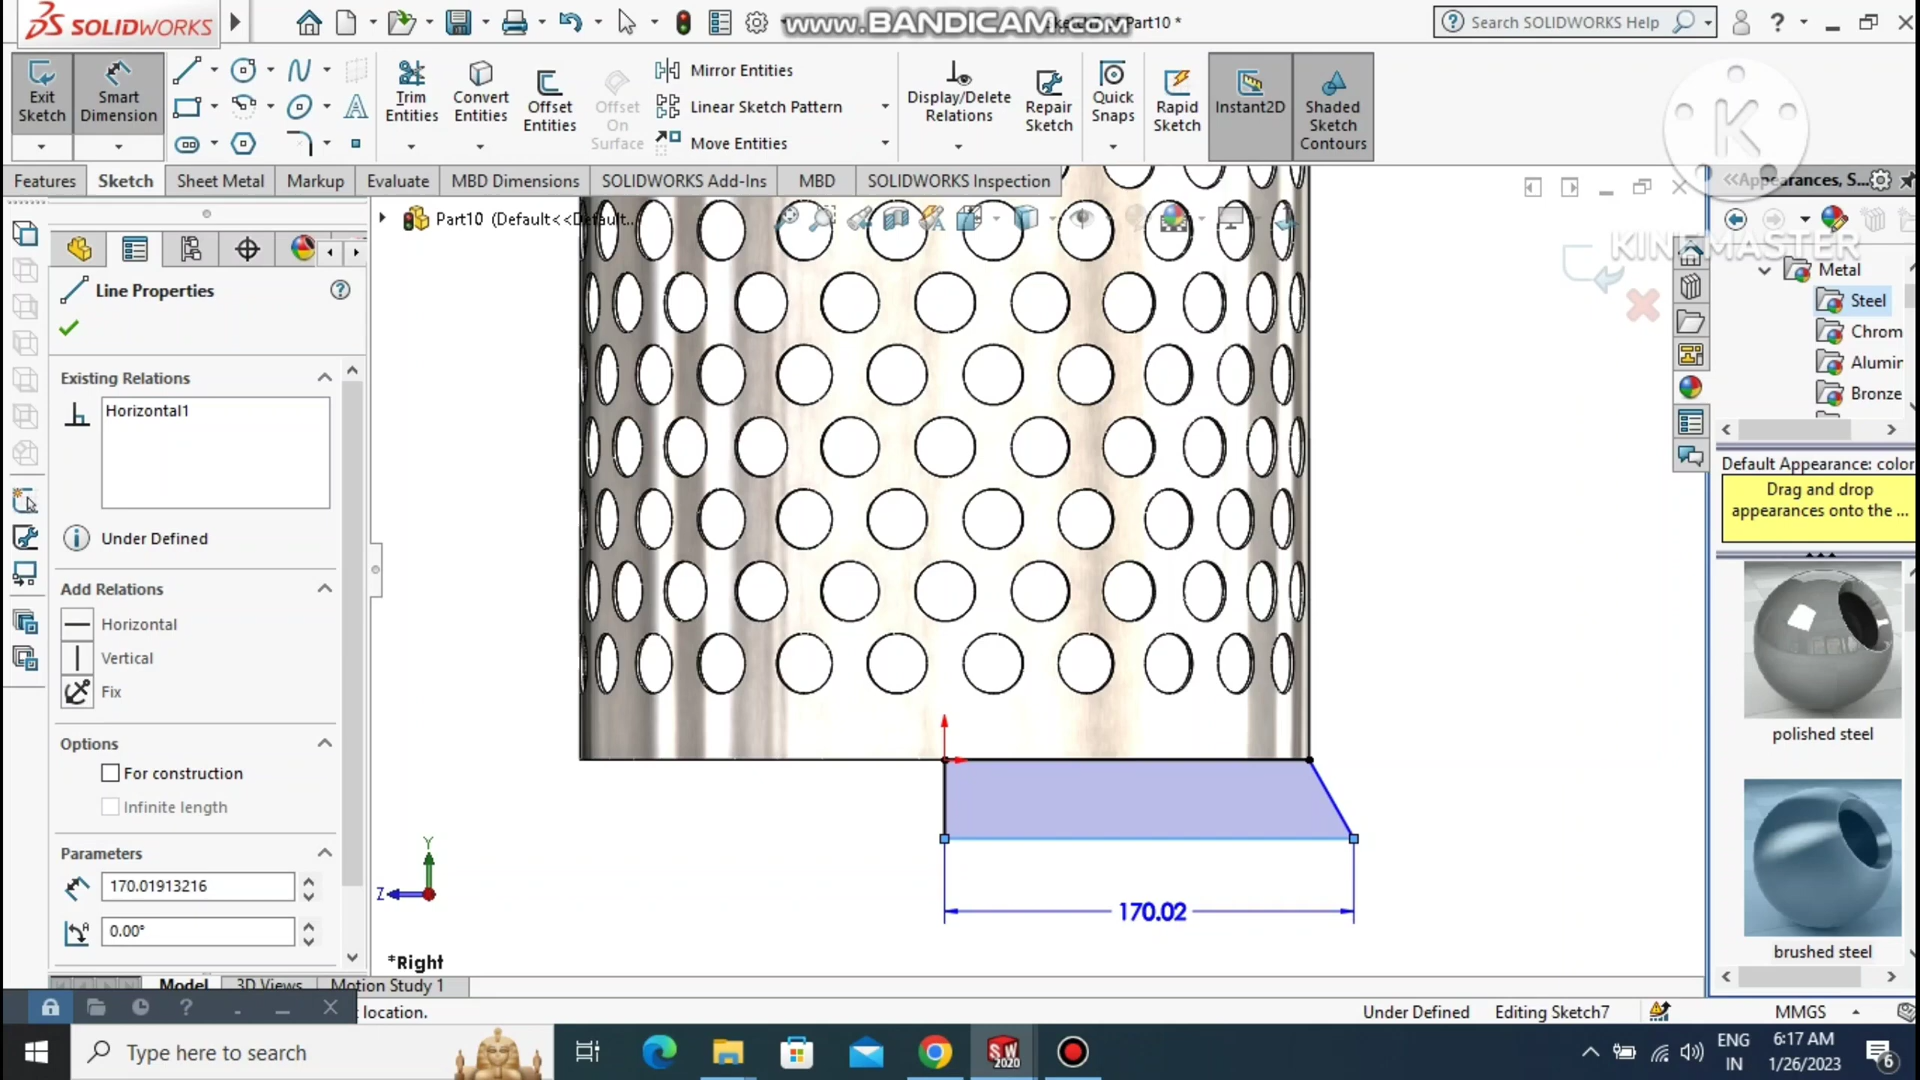 SOLIDWORKS
www.BANDICAM.com
Part10 *
Search SOLIDWORKS Help
Exit Sketch
Smart Dimension
Trim Entities
Convert Entities
Offset Entities
Offset On Surface
Mirror Entities
Linear Sketch Pattern
Move Entities
Display/Delete Relations
Repair Sketch
Quick Snaps
Rapid Sketch
Instant2D
Shaded Sketch Contours
K
KINEMASTER
Features
Sketch
Sheet Metal
Markup
Evaluate
MBD Dimensions
SOLIDWORKS Add-Ins
MBD
SOLIDWORKS Inspection
Appearances, S...
Part10 (Default<<Default...
Line Properties
Existing Relations
Horizontal1
Under Defined
Add Relations
Horizontal
Vertical
Fix
Options
For construction
Infinite length
Parameters
170.01913216
0.00°
Y
Z
170.02
*Right
Metal
Steel
Chrom
Alumir
Bronze
Default Appearance: color
Drag and drop
appearances onto the ...
polished steel
brushed steel
Model
3D Views
Motion Study 1
location.
Under Defined
Editing Sketch7
MMGS
Type here to search
SW
2020
ENG
IN
6:17 AM
1/26/2023
6